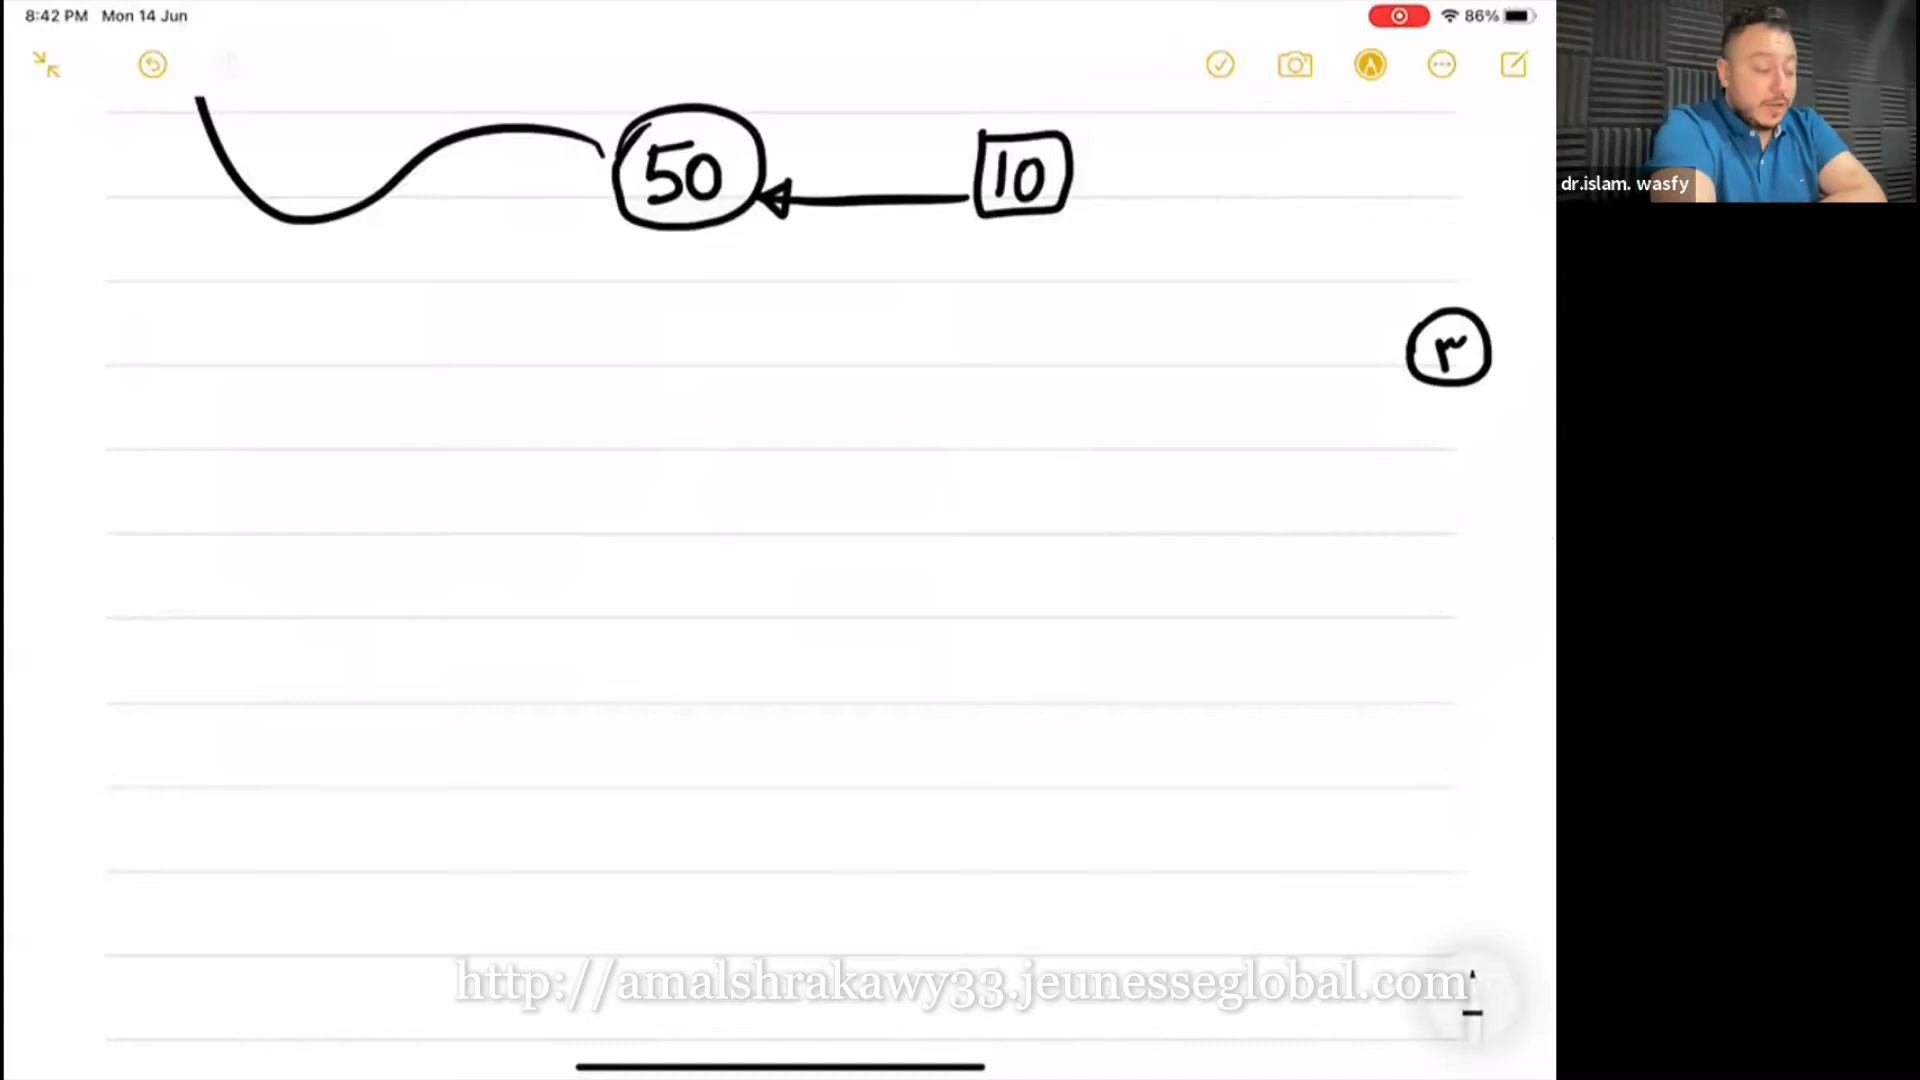 8:42 PM Mon 14 Jun
86%
dr.islam. wasfy
50
10
٣
http://amalshrakawy33.jeunesseglobal.com